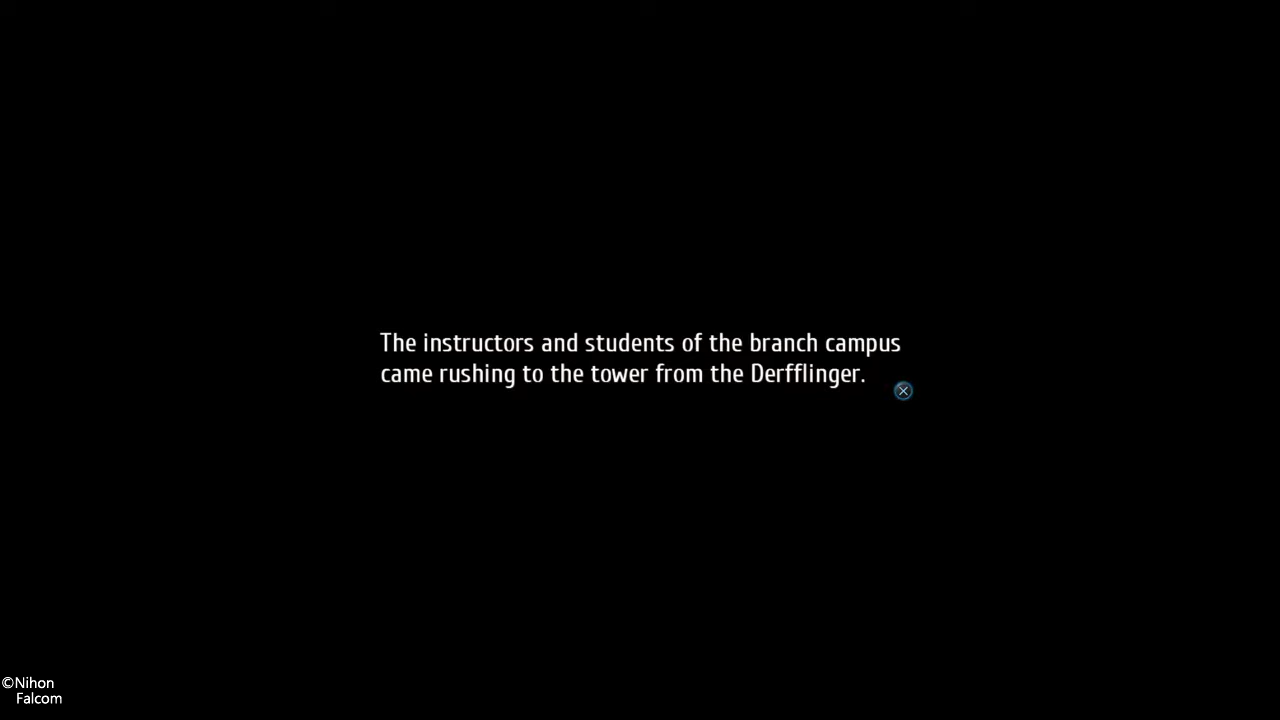 The instructors and students of the branch campus
came rushing to the tower from the Derfflinger.
©Nihon
Falcom